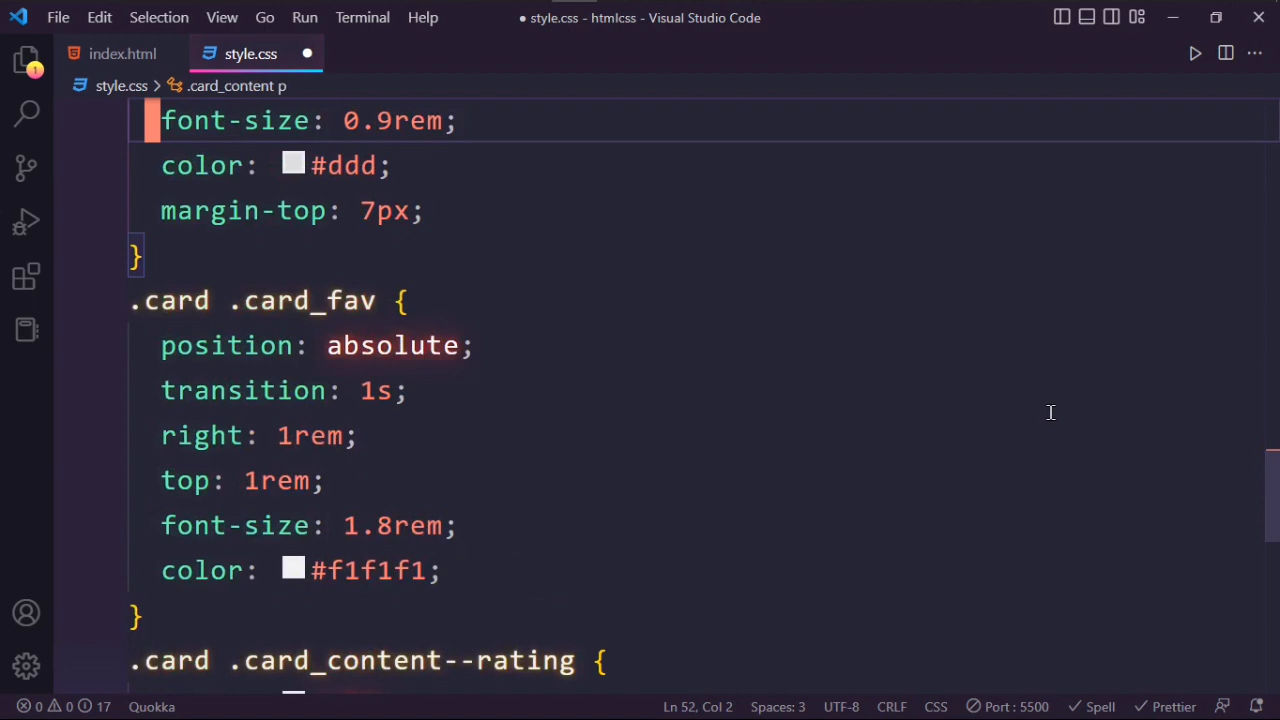 File Edit Selection View Go Run Terminal Help ● style.css - htmlcss - Visual Studio Code
index.html style.css ●
style.css > .card_content p
font-size: 0.9rem;
color: #ddd;
margin-top: 7px;
}
.card .card_fav {
position: absolute;
transition: 1s;
right: 1rem;
top: 1rem;
font-size: 1.8rem;
color: #f1f1f1;
}
.card .card_content--rating {
1
0 0 17 Quokka Ln 52, Col 2 Spaces: 3 UTF-8 CRLF CSS Port : 5500 Spell Prettier